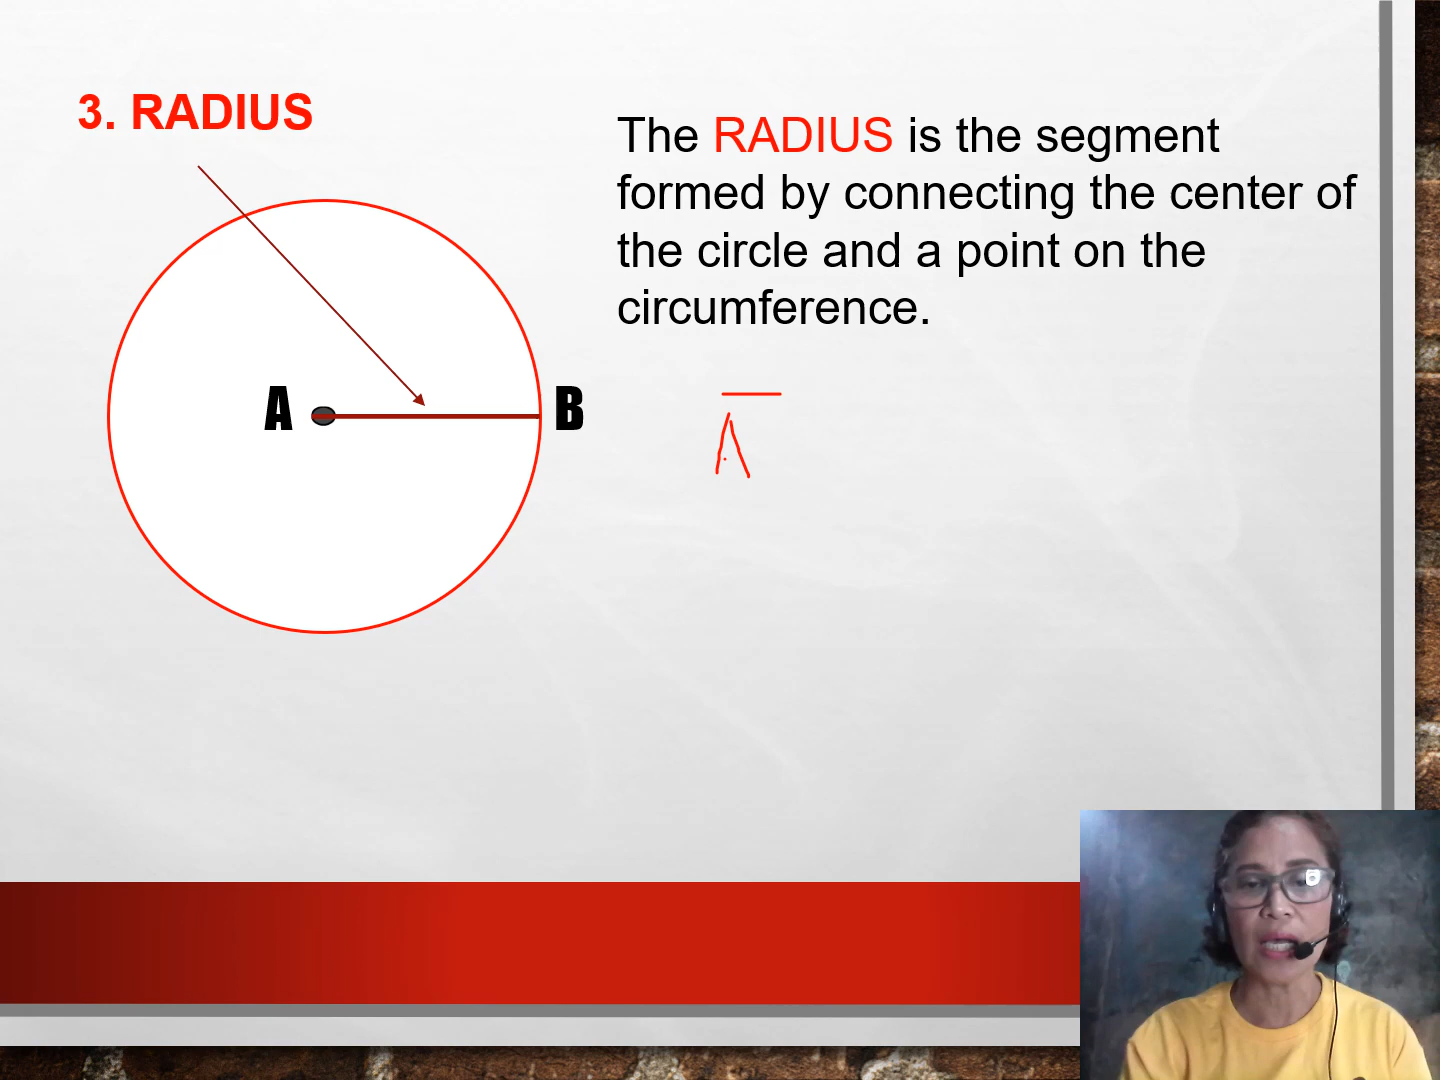 3. RADIUS
The RADIUS is the segment
formed by connecting the center of
the circle and a point on the
circumference.
A
B
A